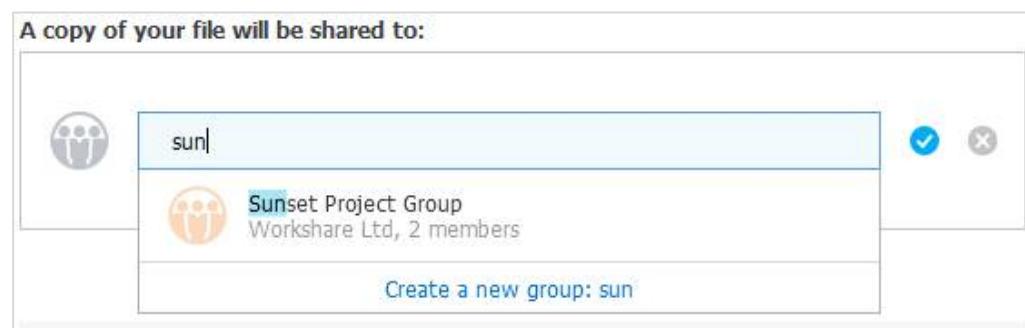 A copy of your file will be shared to:
sun
Sunset Project Group
Workshare Ltd, 2 members
Create a new group: sun